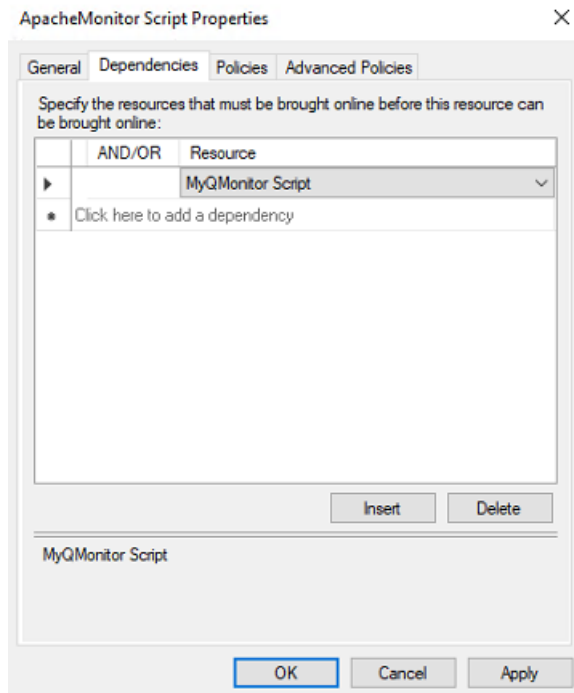 ApacheMonitor Script Properties
General Dependencies Policies Advanced Policies
Specify the resources that must be brought online before this resource can
be brought online:
AND/OR Resource
MyQMonitor Script
Click here to add a dependency
Insert Delete
MyQMonitor Script
OK Cancel Apply